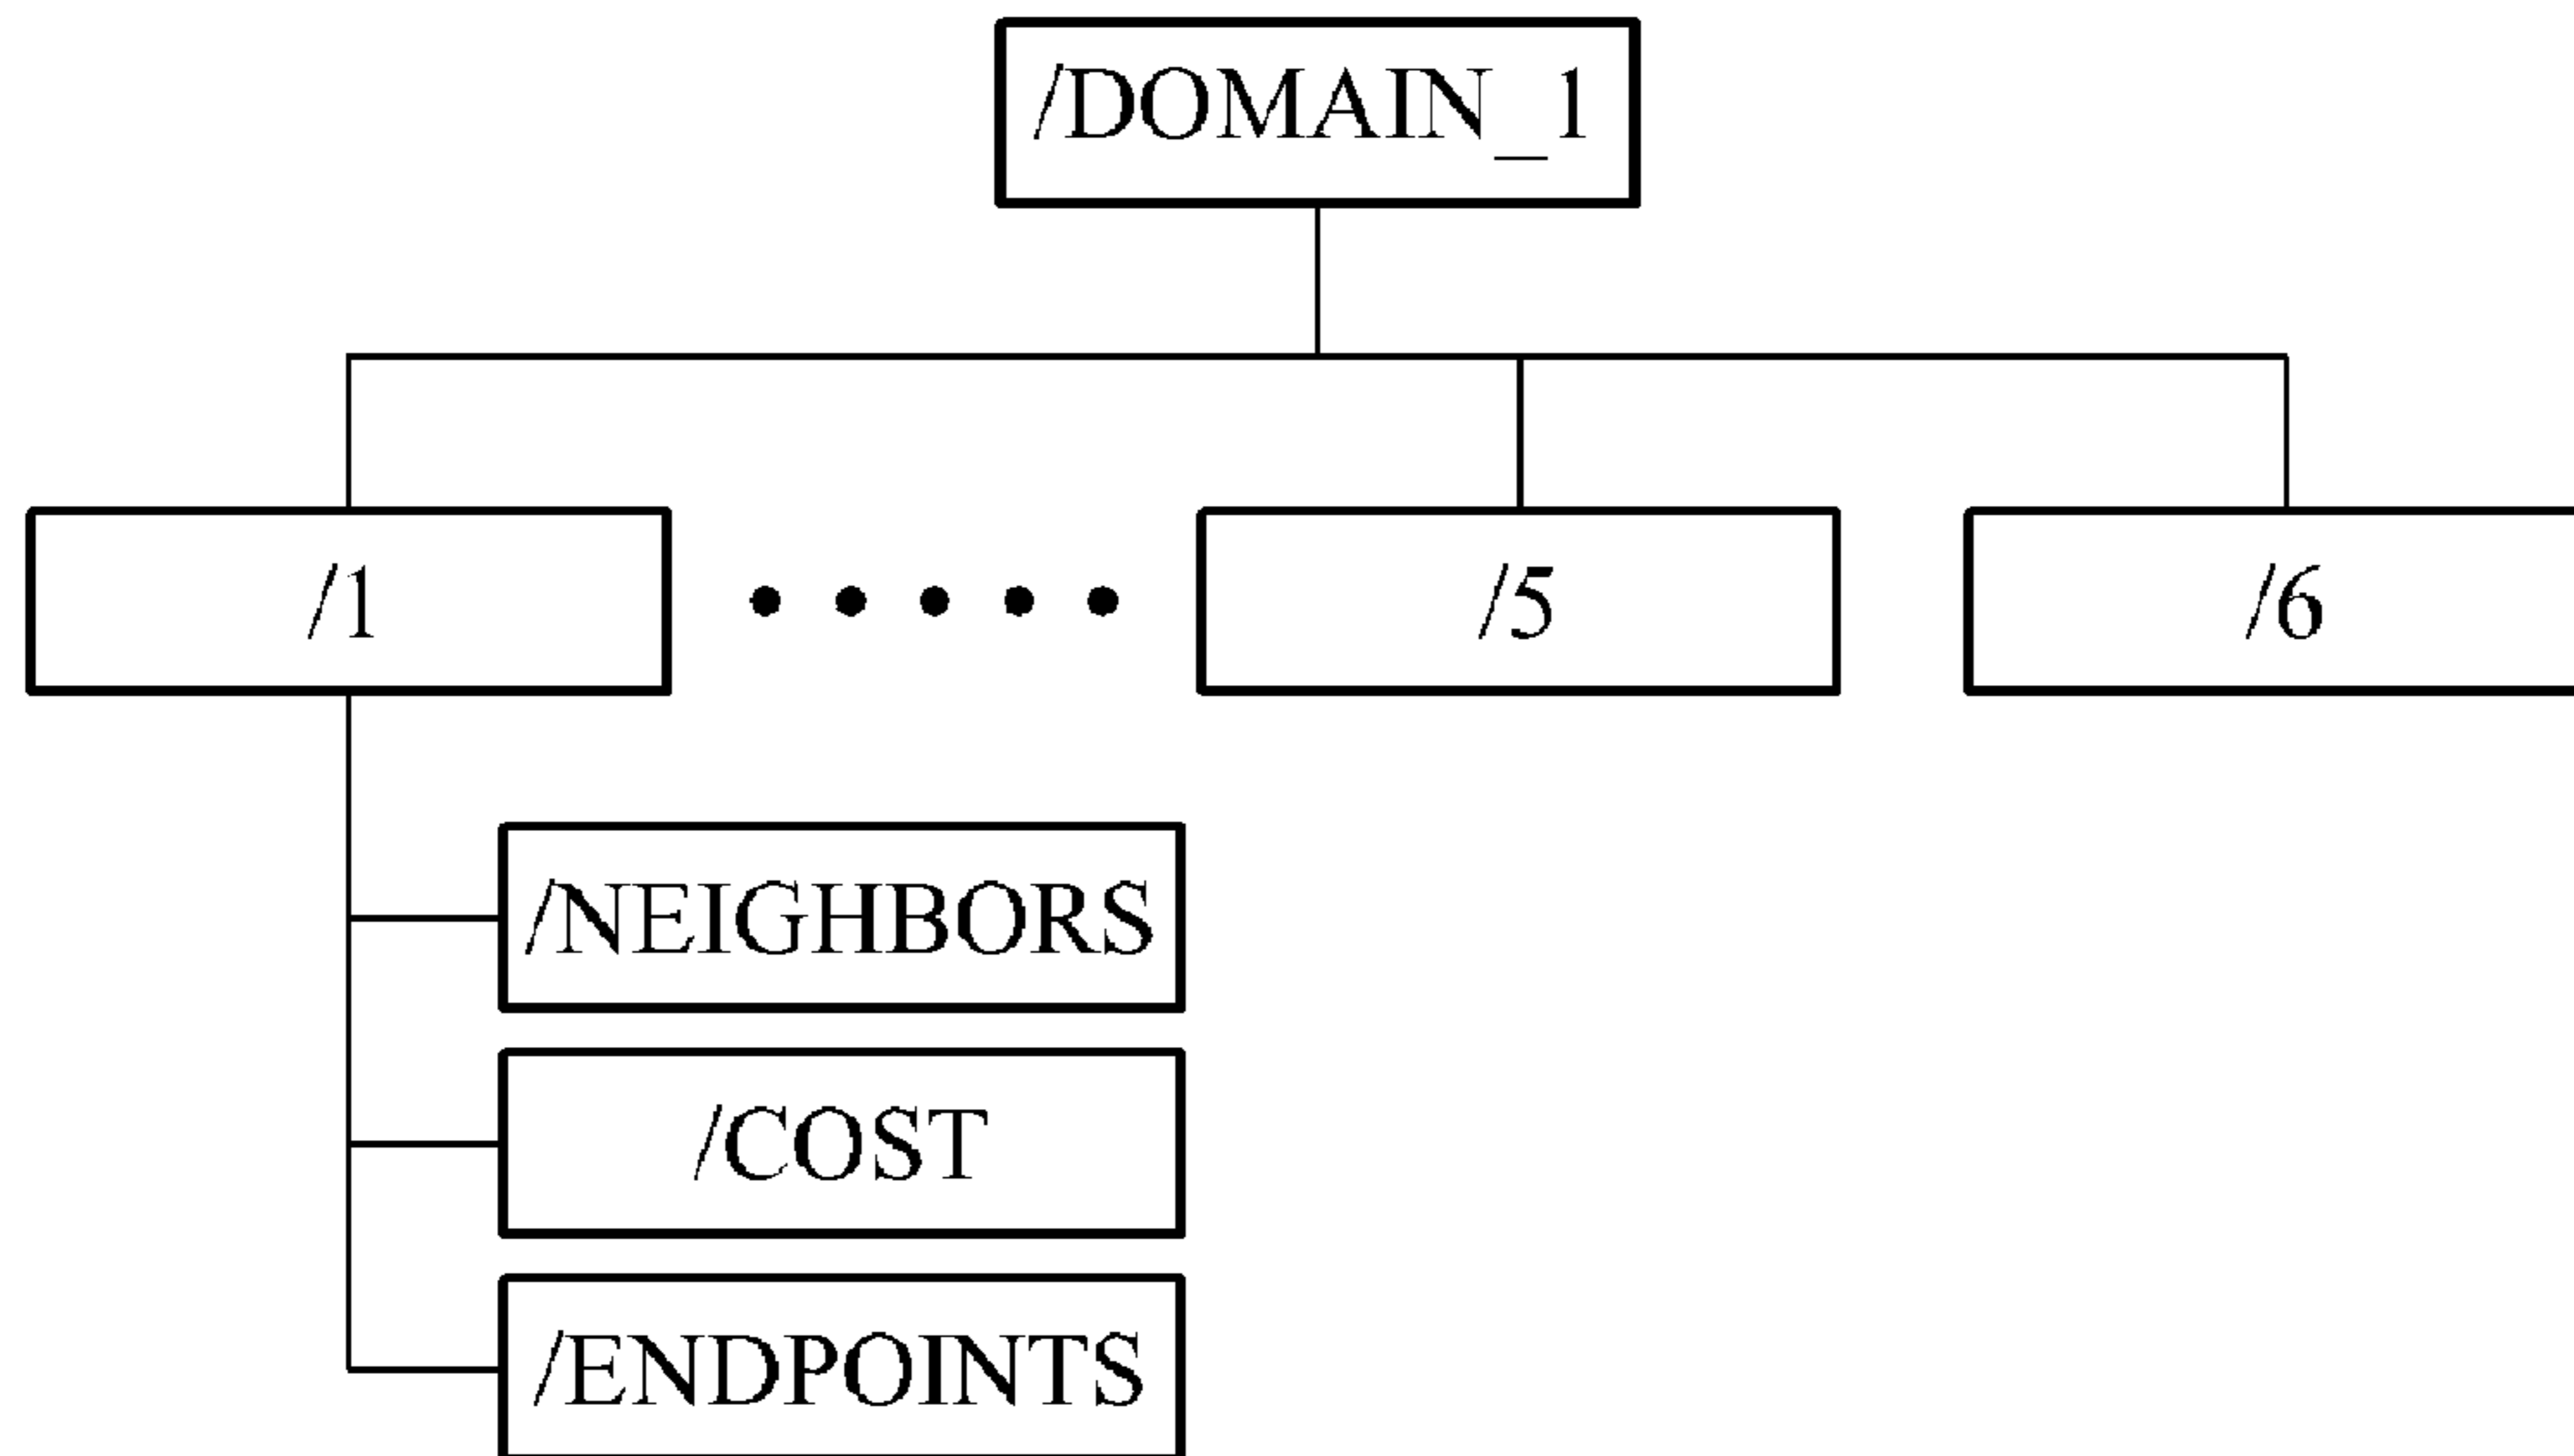 /DOMAIN_1
/1
/5
/6
/NEIGHBORS
/COST
/ENDPOINTS